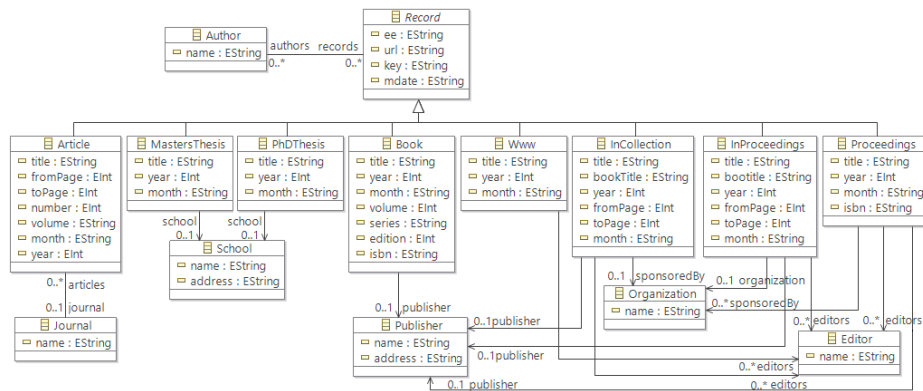 Record
ee : EString
url : EString
key : EString
mdate : EString
Author
name : EString
authors records
0..* 0..*
Article
title : EString
fromPage : EInt
toPage : EInt
number : EInt
volume : EString
month : EString
year : EInt
MastersThesis
title : EString
year : EInt
month : EString
PhDThesis
title : EString
year : EInt
month : EString
Book
title : EString
year : EInt
month : EString
volume : EInt
series : EString
edition : EInt
isbn : EString
Www
title : EString
year : EInt
month : EString
InCollection
title : EString
bookTitle : EString
year : EInt
fromPage : EInt
toPage : EInt
month : EString
InProceedings
title : EString
bootitle : EString
year : EInt
fromPage : EInt
toPage : EInt
month : EString
Proceedings
title : EString
year : EInt
month : EString
isbn : EString
school
0..1
school
0..1
School
name : EString
address : EString
0..* articles
0..1 journal
Journal
name : EString
0..1 publisher
Publisher
name : EString
address : EString
0..1 sponsoredBy
0..1 organization
Organization
name : EString
0..*sponsoredBy
0..1publisher
0..1publisher
0..* editors
0..* editors
Editor
name : EString
0..*editors
0..1 publisher
0..* editors